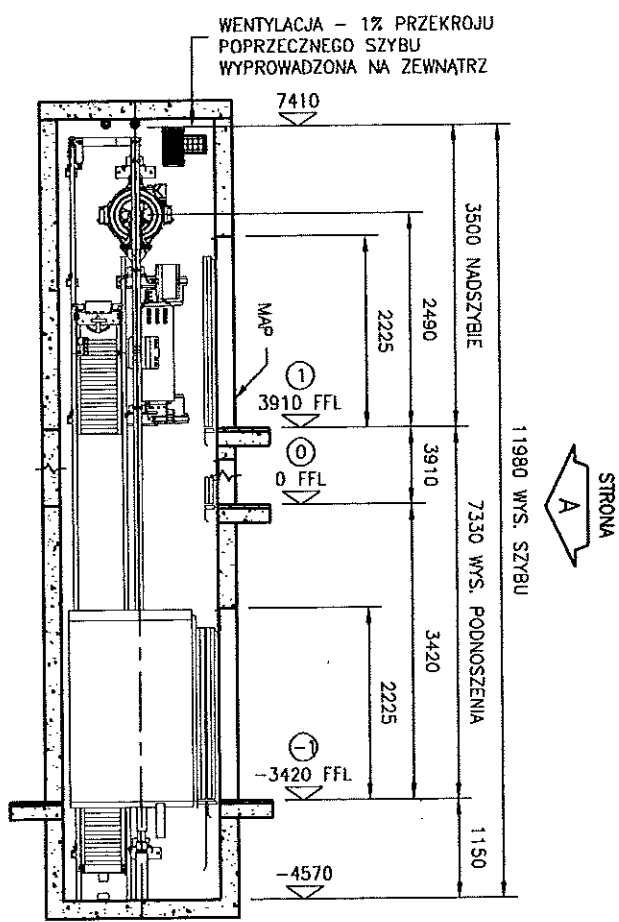 WENTYLACJA - 1% PRZEKROJU
POPRZECZNEGO SZYBU
WYPROWADZONA NA ZEWNĄTRZ
7410
3500 NADSZYBIE
2490
2225
MAP
1
3910 FFL
0
0 FFL
3910
11980 WYS. SZYBU
7330 WYS. PODNOSZENIA
3420
2225
STRONA
A
-1
-3420 FFL
1150
-4570